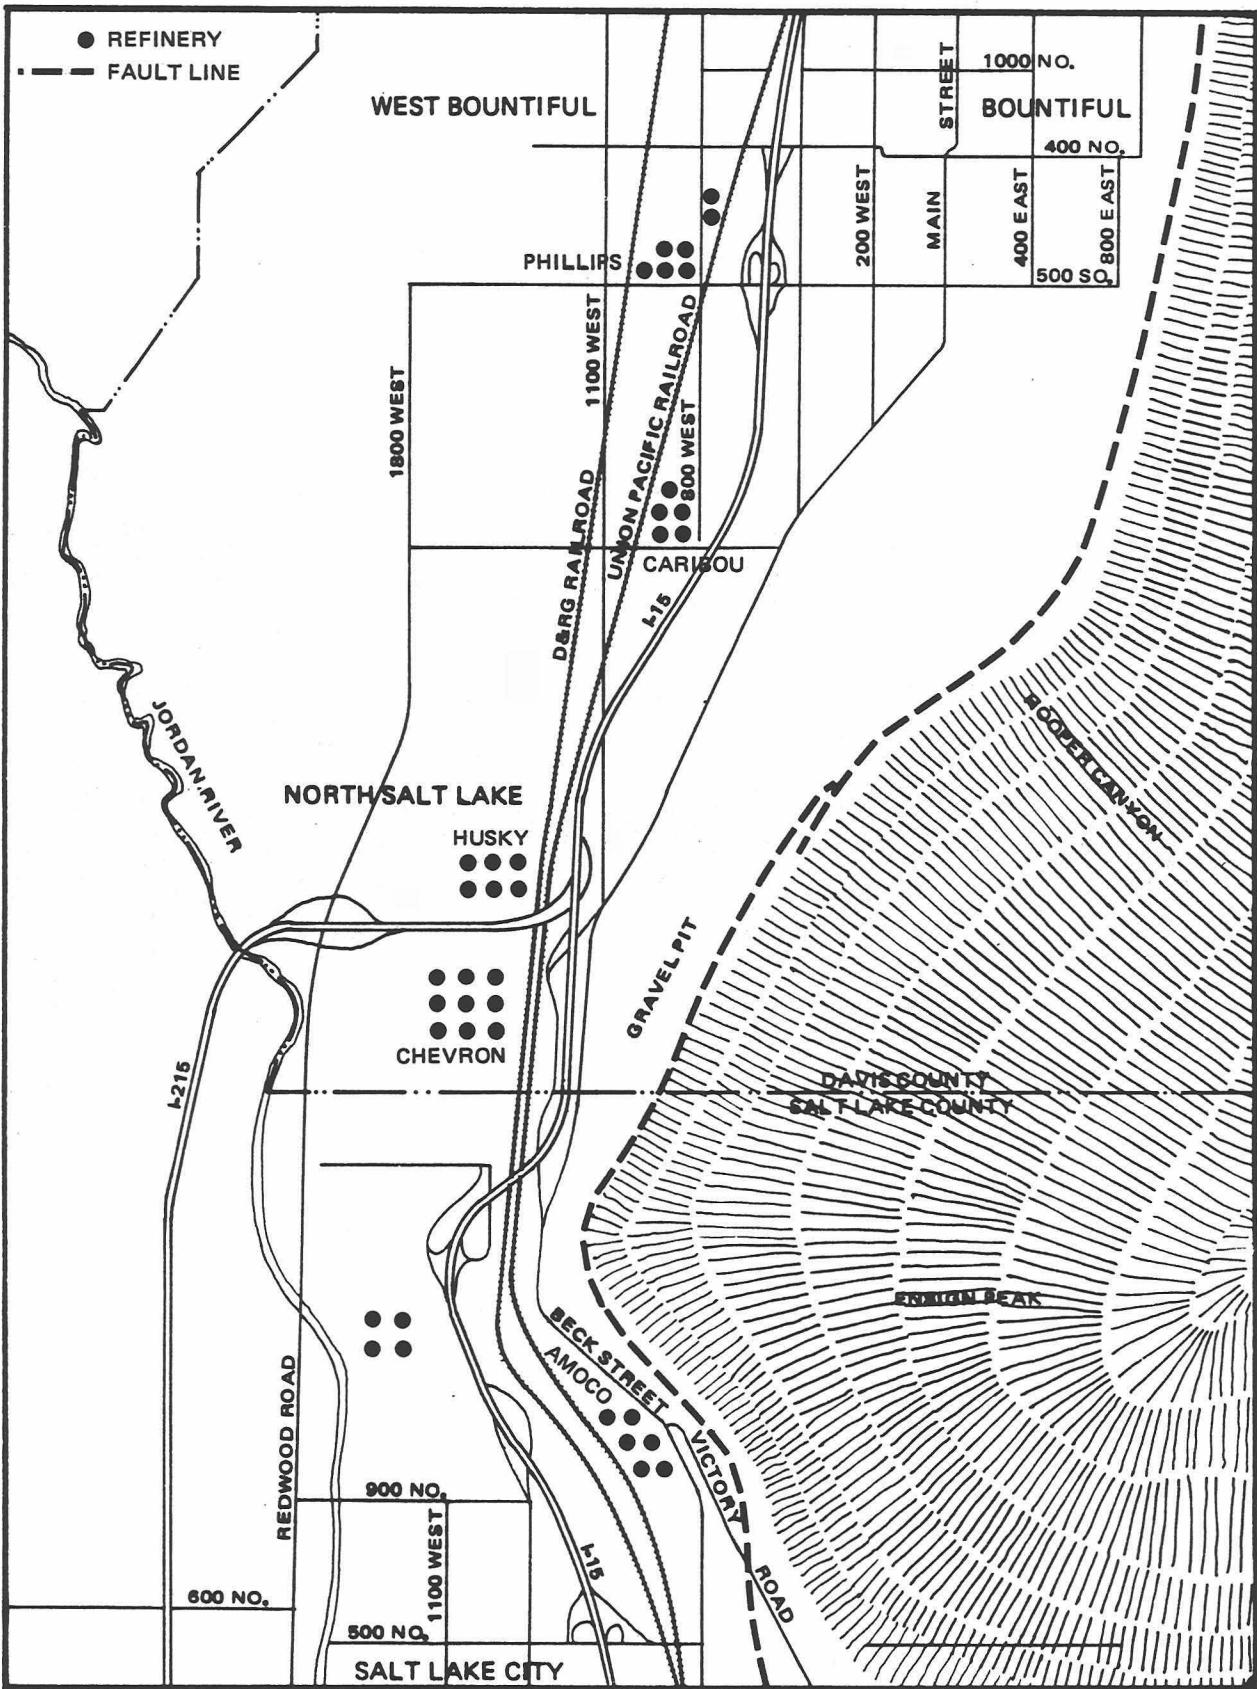 REFINERY
FAULT LINE
WEST BOUNTIFUL
STREET
1000 NO.
BOUNTIFUL
400 NO.
200 WEST
MAIN
400 EAST
800 EAST
PHILLIPS
500 SO.
1100 WEST
UNION PACIFIC RAILROAD
1800 WEST
800 WEST
D&RG RAILROAD
CARIBOU
I-15
HOOPER CANYON
JORDAN RIVER
NORTH SALT LAKE
HUSKY
GRAVEL PIT
CHEVRON
I-215
DAVIS COUNTY
SALT LAKE COUNTY
ENSIGN PEAK
BECK STREET
AMOCO
REDWOOD ROAD
VICTORY ROAD
900 NO.
1100 WEST
I-15
600 NO.
500 NO.
SALT LAKE CITY